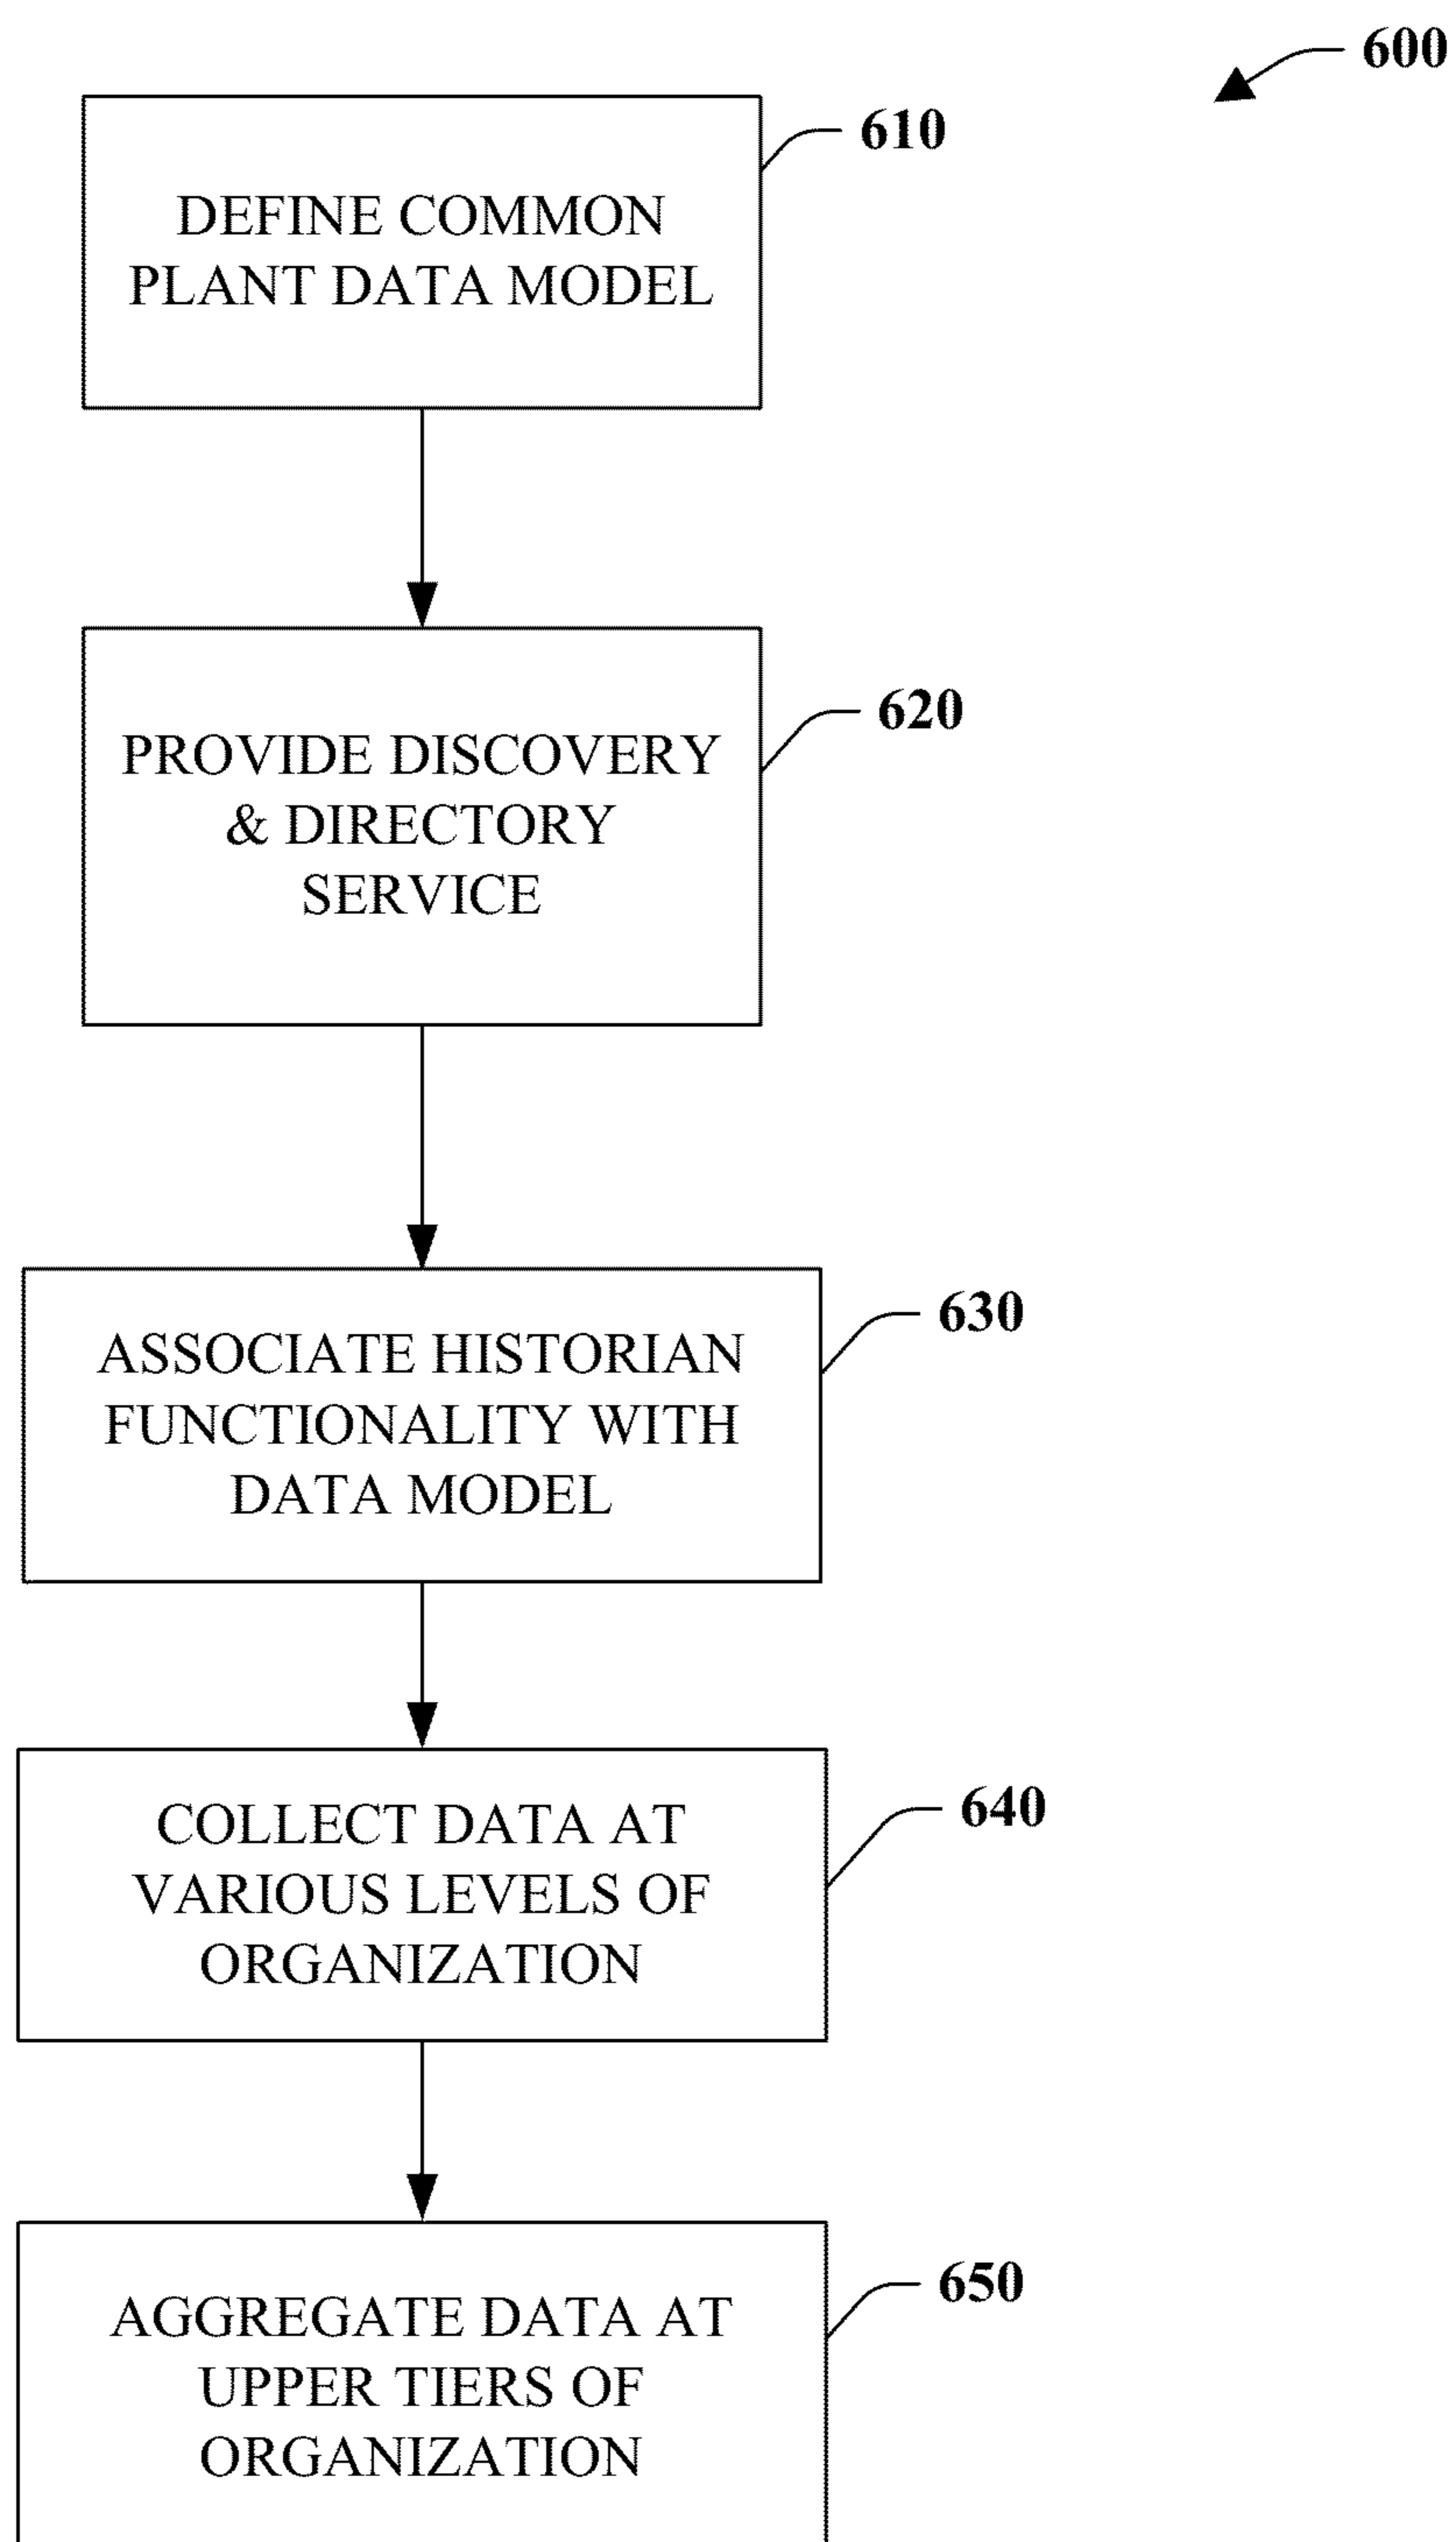 600
610
DEFINE COMMON
PLANT DATA MODEL
620
PROVIDE DISCOVERY
& DIRECTORY
SERVICE
630
ASSOCIATE HISTORIAN
FUNCTIONALITY WITH
DATA MODEL
640
COLLECT DATA AT
VARIOUS LEVELS OF
ORGANIZATION
650
AGGREGATE DATA AT
UPPER TIERS OF
ORGANIZATION